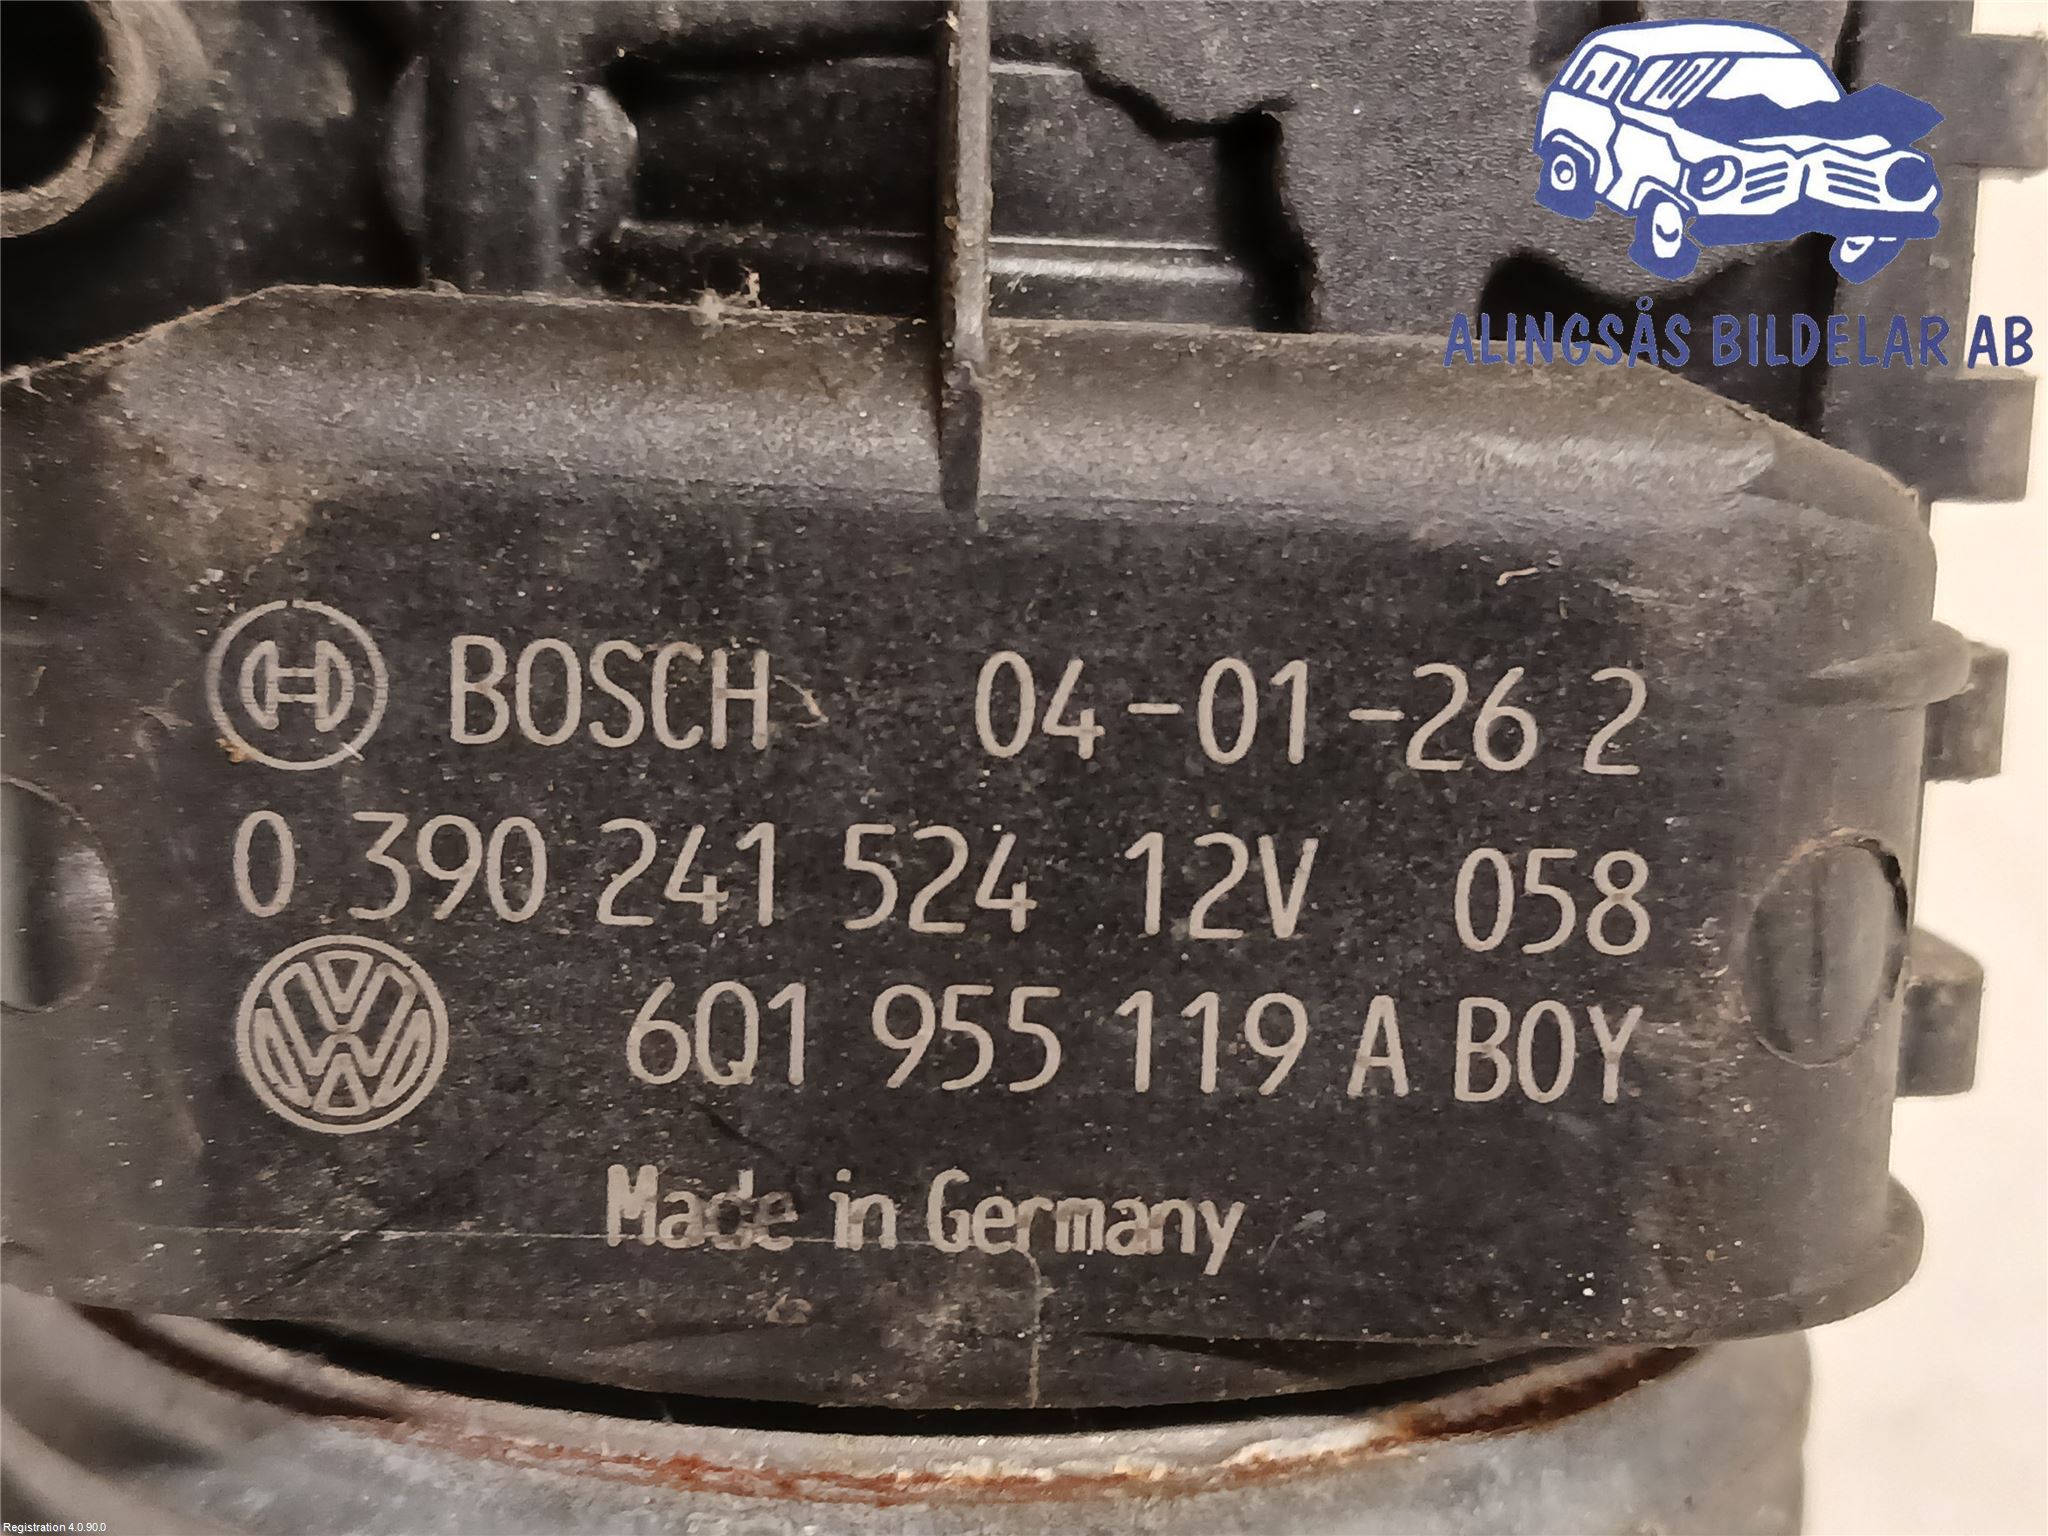 ALINGSÅS BILDELAR AB
BOSCH 04-01-26 2
0 390 241 524 12V 058
6Q1 955 119 A B0Y
Made in Germany
Registration 4.0.90.0